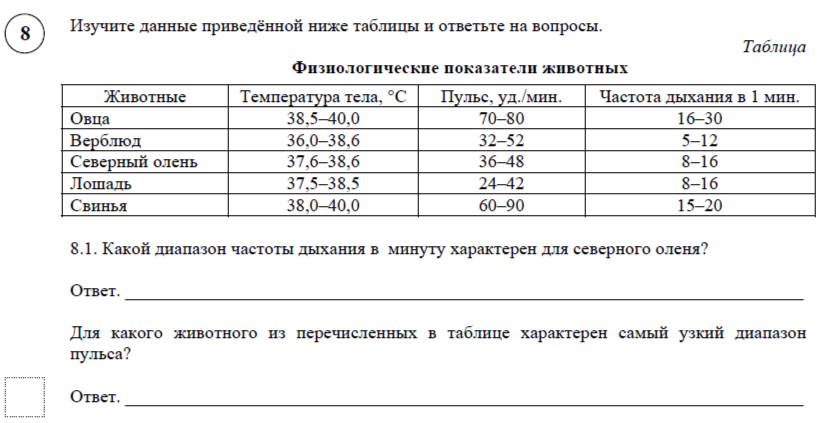 8
Изучите данные приведённой ниже таблицы и ответьте на вопросы.
Таблица
Физиологические показатели животных
Животные Температура тела, °С Пульс, уд./мин. Частота дыхания в 1 мин.
Овца 38,5–40,0 70–80 16–30
Верблюд 36,0–38,6 32–52 5–12
Северный олень 37,6–38,6 36–48 8–16
Лошадь 37,5–38,5 24–42 8–16
Свинья 38,0–40,0 60–90 15–20
8.1. Какой диапазон частоты дыхания в минуту характерен для северного оленя?
Ответ.
Для какого животного из перечисленных в таблице характерен самый узкий диапазон
пульса?
Ответ.